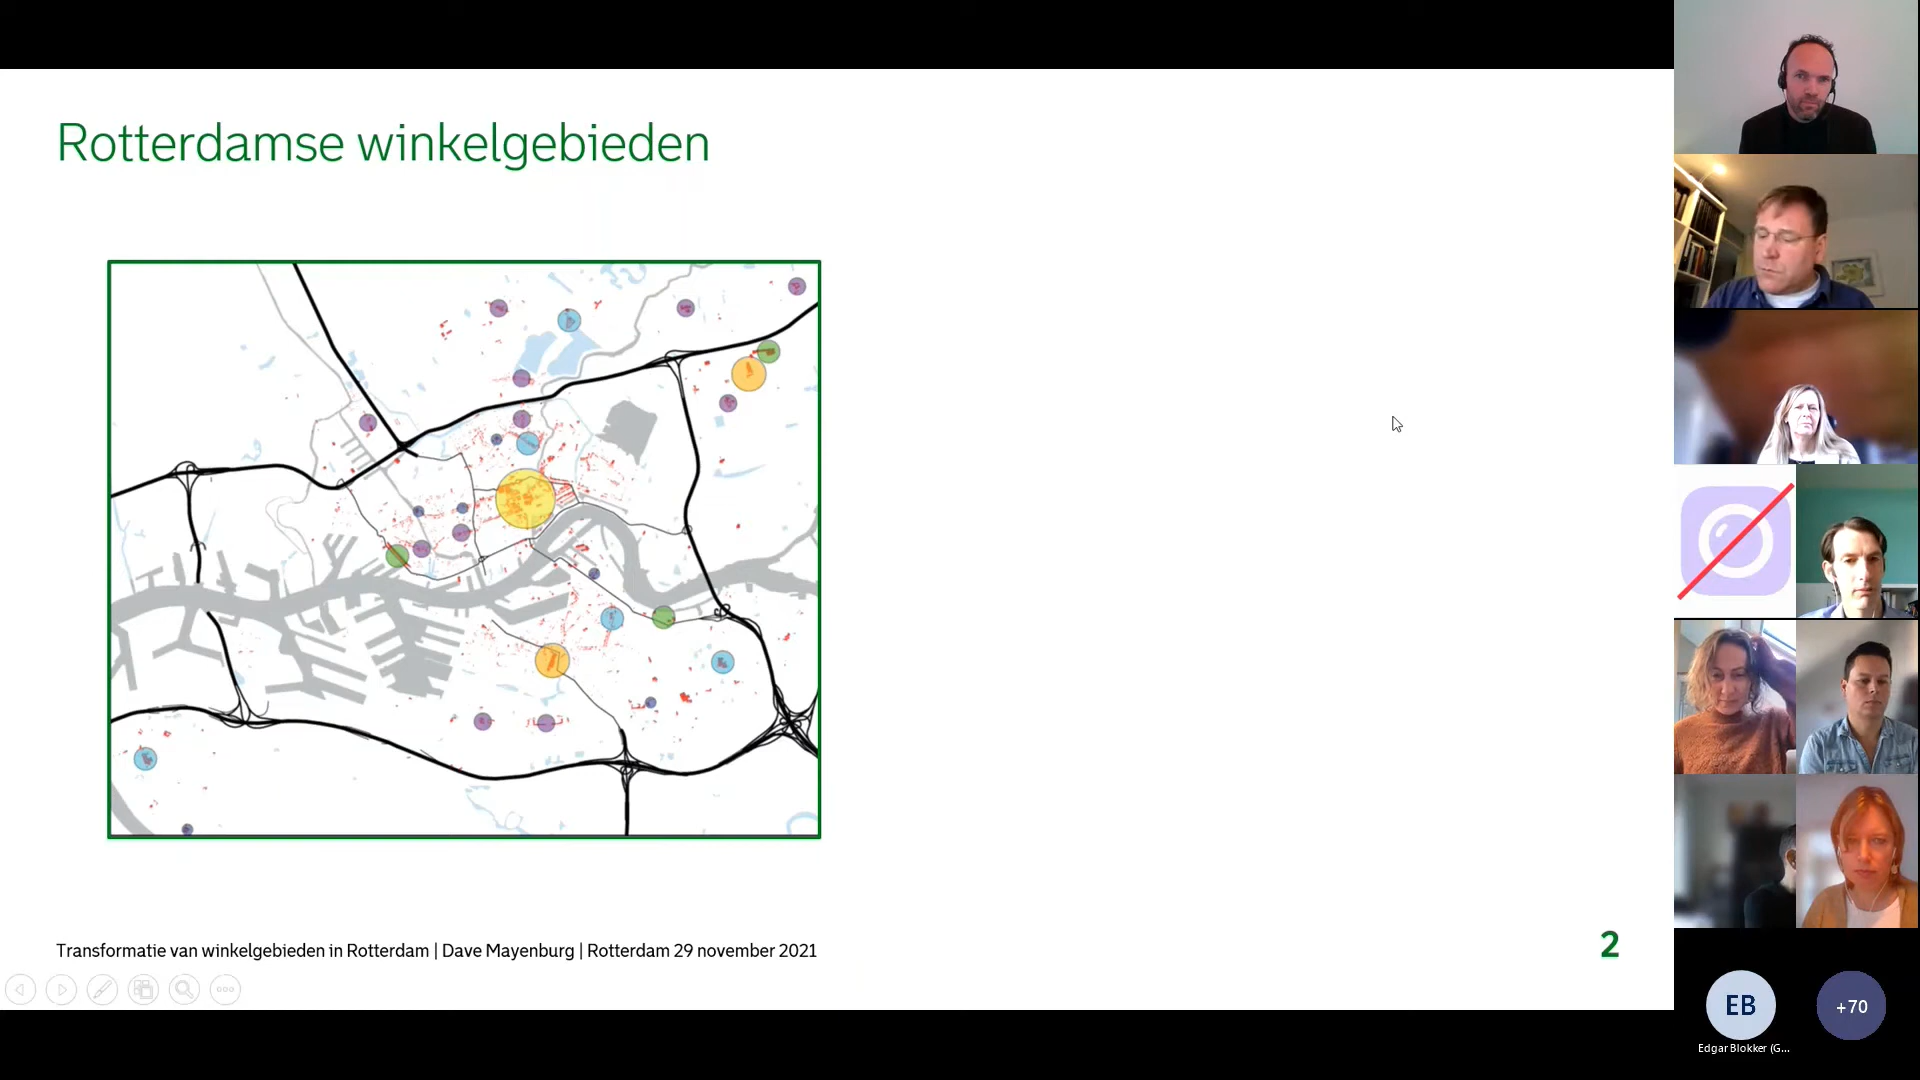 Rotterdamse winkelgebieden
Transformatie van winkelgebieden in Rotterdam | Dave Mayenburg | Rotterdam 29 november 2021
2
EB
+70
Edgar Blokker (G...